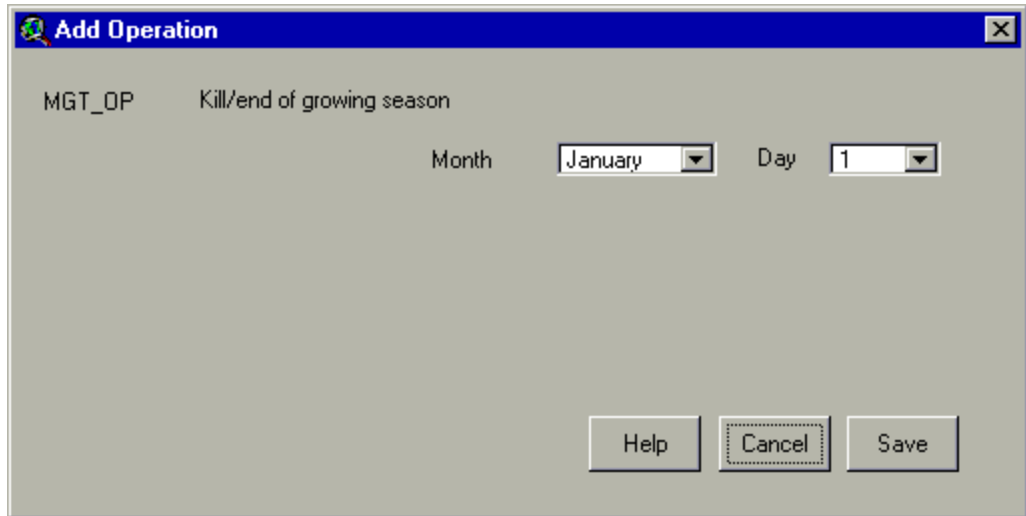 Add Operation
MGT_OP Kill/end of growing season
Month January Day 1
Help Cancel Save